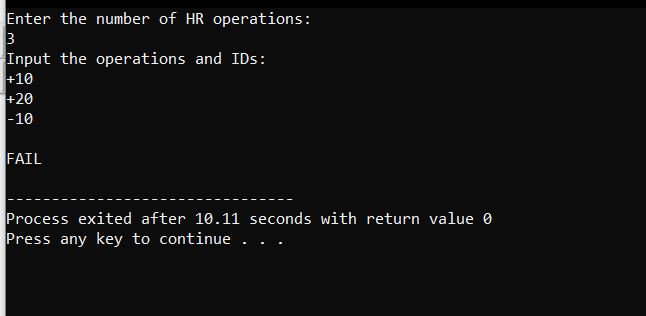 Enter the number of HR operations:
3
Input the operations and IDs:
+10
+20
-10
FAIL
--------------------------------
Process exited after 10.11 seconds with return value 0
Press any key to continue . . .